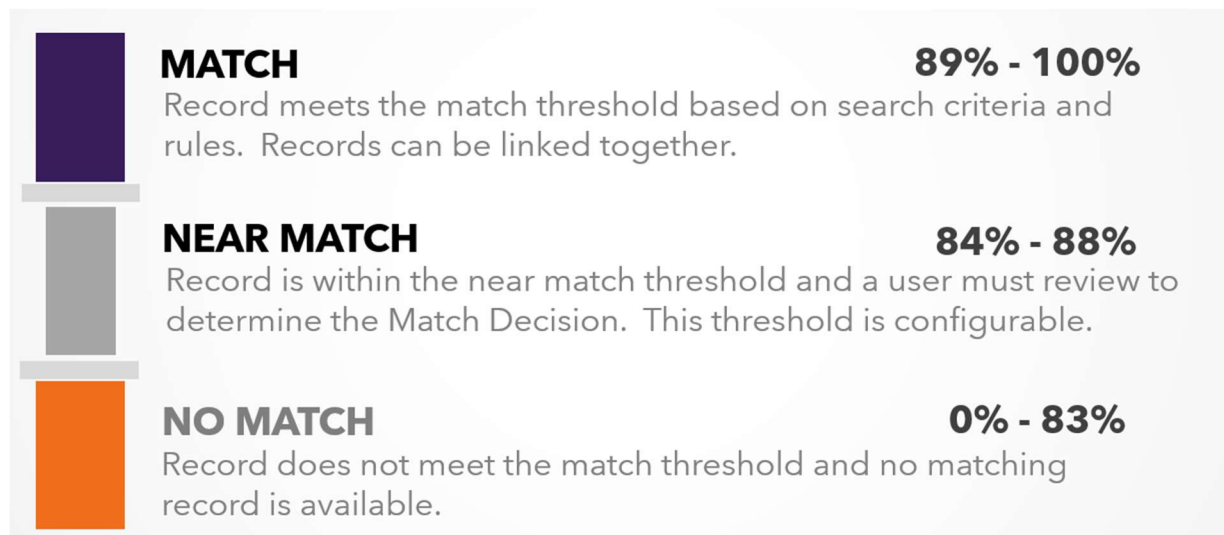 MATCH
89% - 100%
Record meets the match threshold based on search criteria and
rules.  Records can be linked together.
NEAR MATCH
84% - 88%
Record is within the near match threshold and a user must review to
determine the Match Decision.  This threshold is configurable.
NO MATCH
0% - 83%
Record does not meet the match threshold and no matching
record is available.